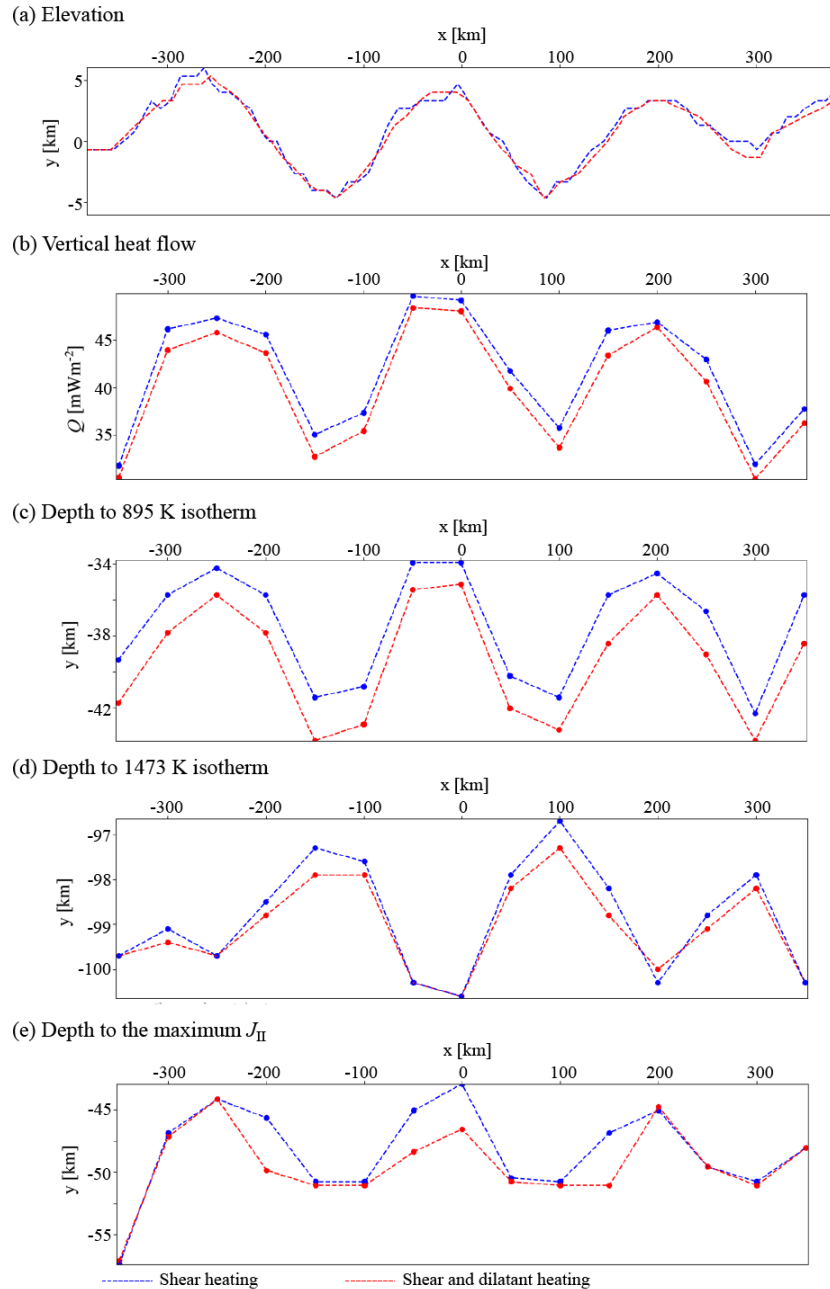 (a) Elevation
x [km]
-300 -200 -100 0 100 200 300
5
0
-5
y [km]
(b) Vertical heat flow
x [km]
-300 -200 -100 0 100 200 300
45
40
35
Q [mWm-2]
(c) Depth to 895 K isotherm
x [km]
-300 -200 -100 0 100 200 300
-34
-38
-42
y [km]
(d) Depth to 1473 K isotherm
x [km]
-300 -200 -100 0 100 200 300
-97
-98
-99
-100
y [km]
(e) Depth to the maximum JII
x [km]
-300 -200 -100 0 100 200 300
-45
-50
-55
y [km]
Shear heating Shear and dilatant heating